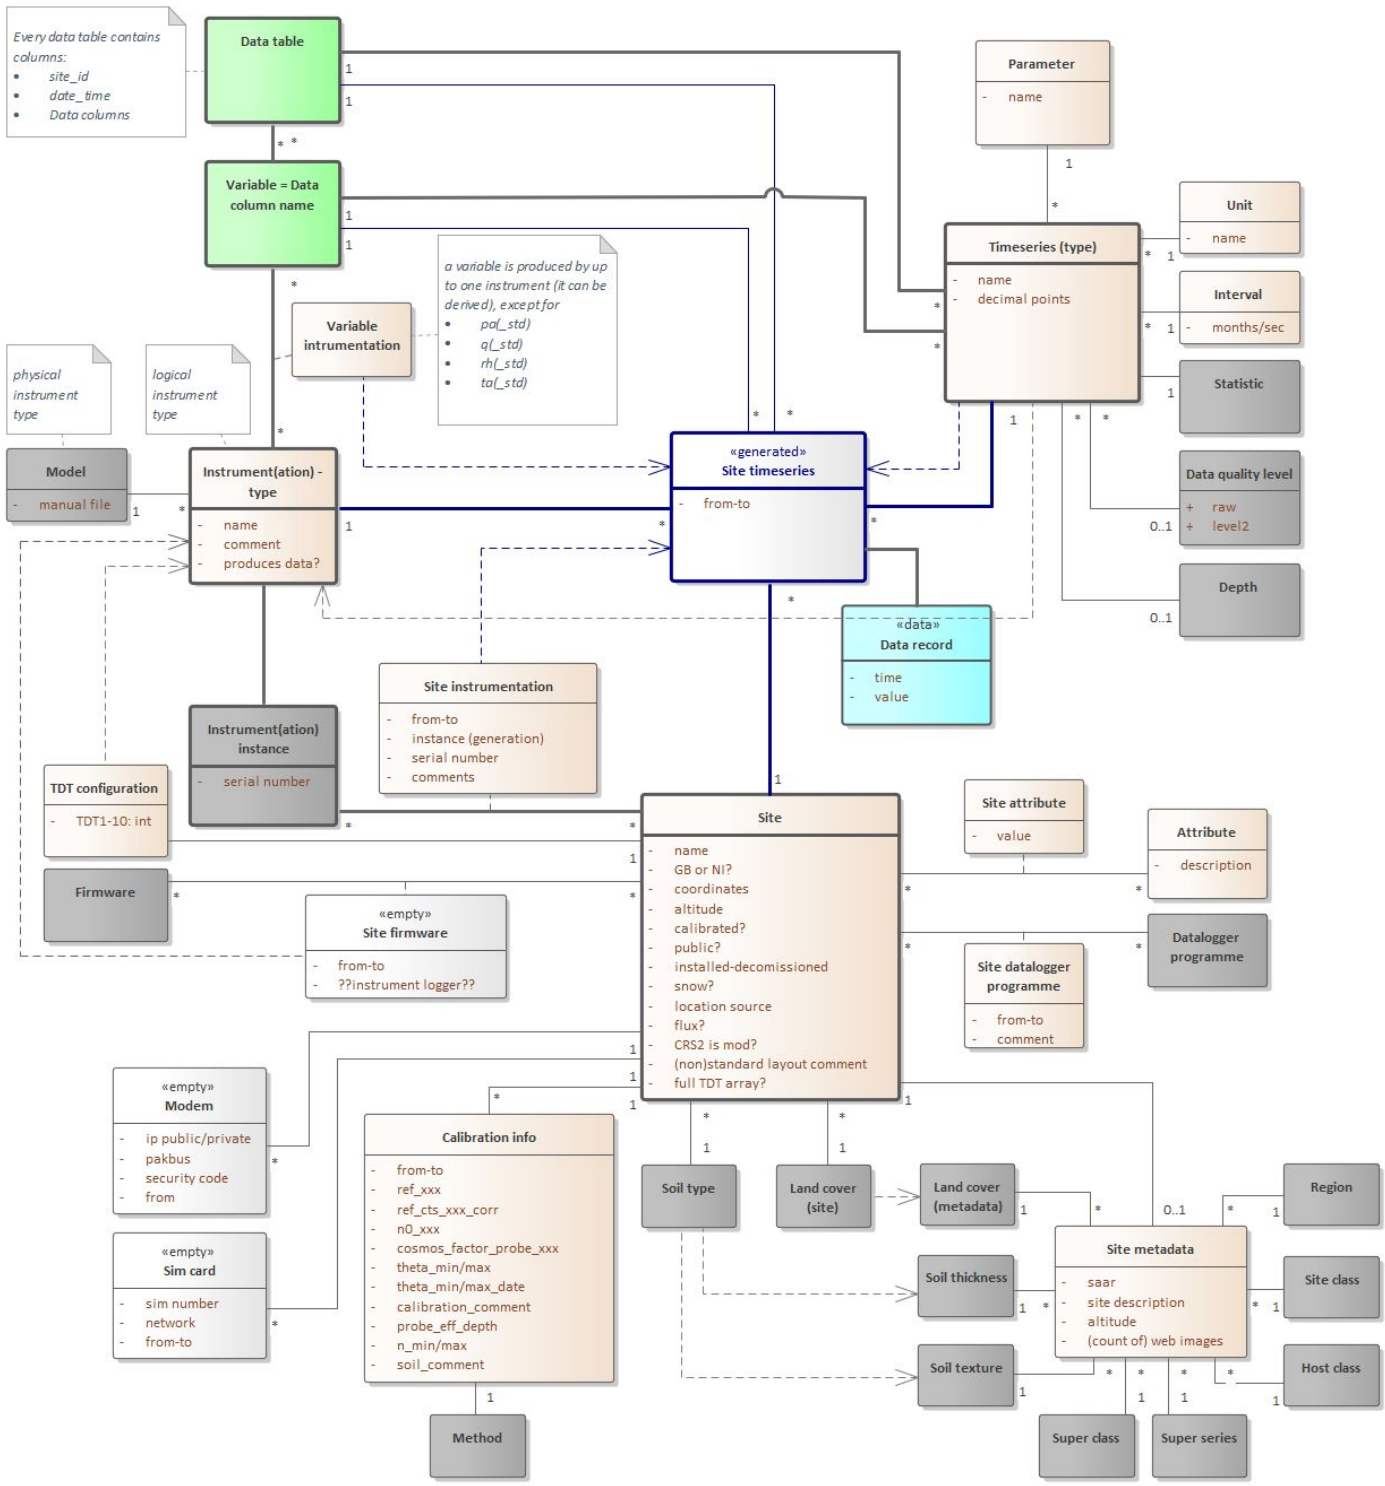 Every data table contains
columns:
• site_id
• date_time
• Data columns
Data table
1
1
* *
Variable = Data
column name
1
1
*
Parameter
- name
1
*
Timeseries (type)
- name
- decimal points
*
*
Unit
- name
* 1
Interval
- months/sec
* 1
Statistic
1
Data quality level
+ raw
+ level2
0..1
* *
Depth
0..1
1
a variable is produced by up
to one instrument (it can be
derived), except for
• pa(_std)
• q(_std)
• rh(_std)
• ta(_std)
Variable
intrumentation
physical
instrument
type
logical
instrument
type
*
Model
- manual file
1 *
Instrument(ation) -
type
- name
- comment
- produces data?
1
* *
«generated»
Site timeseries
- from-to
*
*
*
«data»
Data record
- time
- value
Site instrumentation
- from-to
- instance (generation)
- serial number
- comments
Instrument(ation)
instance
- serial number
*
*
TDT configuration
- TDT1-10: int
1
Firmware
*
*
«empty»
Site firmware
- from-to
- ??instrument logger??
1
Site
- name
- GB or NI?
- coordinates
- altitude
- calibrated?
- public?
- installed-decomissioned
- snow?
- location source
- flux?
- CRS2 is mod?
- (non)standard layout comment
- full TDT array?
Site attribute
- value
Attribute
- description
*
*
Datalogger
programme
*
*
Site datalogger
programme
- from-to
- comment
«empty»
Modem
- ip public/private
- pakbus
- security code
- from
*
1
«empty»
Sim card
- sim number
- network
- from-to
*
1
1
*
Calibration info
- from-to
- ref_xxx
- ref_cts_xxx_corr
- n0_xxx
- cosmos_factor_probe_xxx
- theta_min/max
- theta_min/max_date
- calibration_comment
- probe_eff_depth
- n_min/max
- soil_comment
1
Method
*
1
Soil type
*
1
Land cover
(site)
1
0..1
Land cover
(metadata)
1
*
Soil thickness
1 *
Soil texture
1
*
Site metadata
- saar
- site description
- altitude
- (count of) web images
Region
* 1
Site class
* 1
Host class
* 1
1
Super class
*
1
Super series